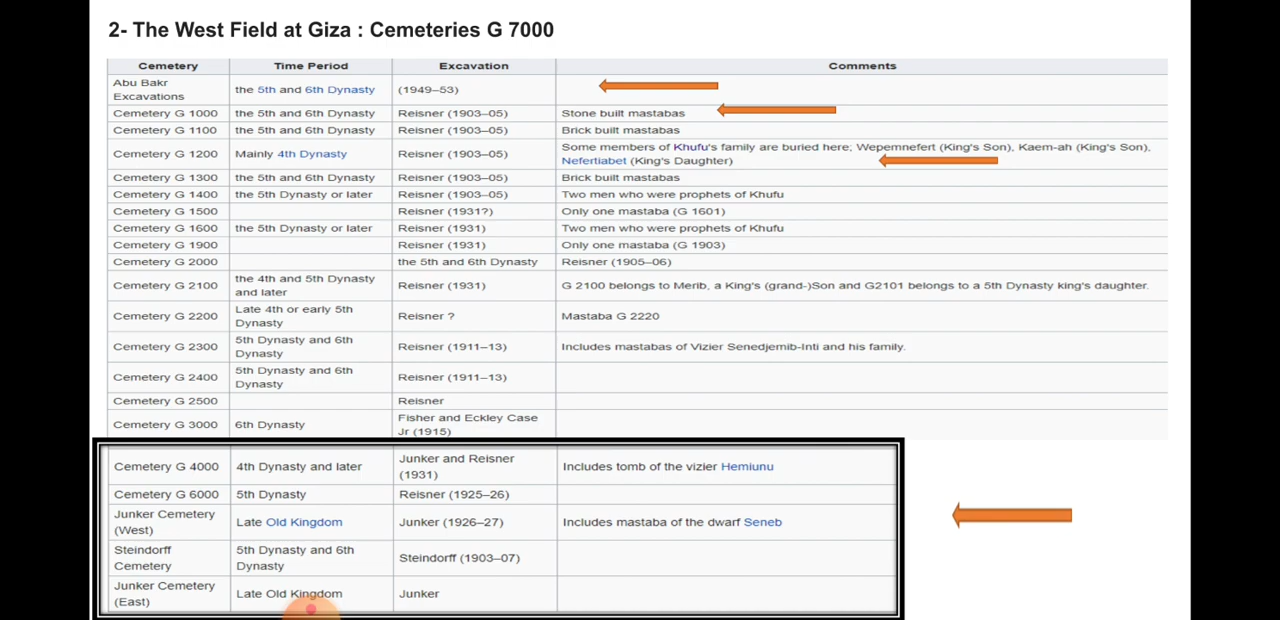 2- The West Field at Giza : Cemeteries G 7000
Cemetery Time Period Excavation Comments
Abu Bakr
Excavations the 5th and 6th Dynasty (1949–53)
Cemetery G 1000 the 5th and 6th Dynasty Reisner (1903–05) Stone built mastabas
Cemetery G 1100 the 5th and 6th Dynasty Reisner (1903–05) Brick built mastabas
Cemetery G 1200 Mainly 4th Dynasty Reisner (1903–05) Some members of Khufu's family are buried here; Wepemnefert (King's Son), Kaem-ah (King's Son),
Nefertiabet (King's Daughter)
Cemetery G 1300 the 5th and 6th Dynasty Reisner (1903–05) Brick built mastabas
Cemetery G 1400 the 5th Dynasty or later Reisner (1903–05) Two men who were prophets of Khufu
Cemetery G 1500 Reisner (1931?) Only one mastaba (G 1601)
Cemetery G 1600 the 5th Dynasty or later Reisner (1931) Two men who were prophets of Khufu
Cemetery G 1900 Reisner (1931) Only one mastaba (G 1903)
Cemetery G 2000 the 5th and 6th Dynasty Reisner (1905–06)
Cemetery G 2100 the 4th and 5th Dynasty
and later Reisner (1931) G 2100 belongs to Merib, a King's (grand-)Son and G2101 belongs to a 5th Dynasty king's daughter.
Cemetery G 2200 Late 4th or early 5th
Dynasty Reisner ? Mastaba G 2220
Cemetery G 2300 5th Dynasty and 6th
Dynasty Reisner (1911–13) Includes mastabas of Vizier Senedjemib-Inti and his family.
Cemetery G 2400 5th Dynasty and 6th
Dynasty Reisner (1911–13)
Cemetery G 2500 Reisner
Cemetery G 3000 6th Dynasty Fisher and Eckley Case
Jr (1915)
Cemetery G 4000 4th Dynasty and later Junker and Reisner
(1931) Includes tomb of the vizier Hemiunu
Cemetery G 6000 5th Dynasty Reisner (1925–26)
Junker Cemetery
(West) Late Old Kingdom Junker (1926–27) Includes mastaba of the dwarf Seneb
Steindorff
Cemetery 5th Dynasty and 6th
Dynasty Steindorff (1903–07)
Junker Cemetery
(East) Late Old Kingdom Junker